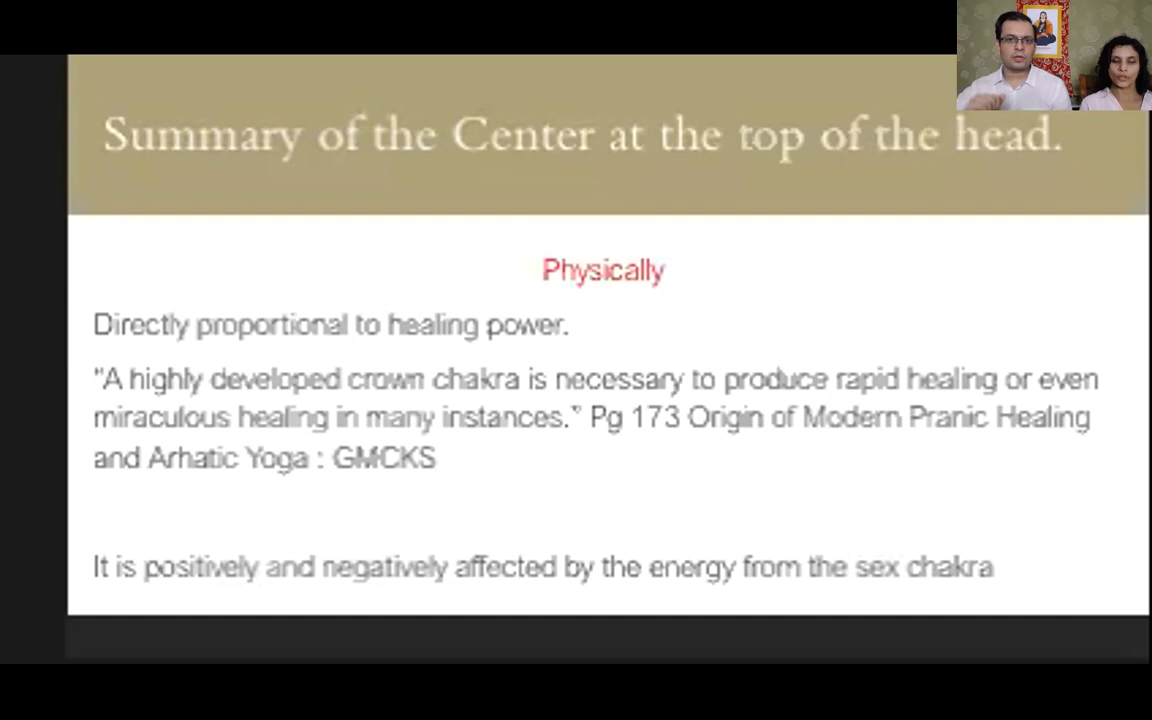 Summary of the Center at the top of the head.
Physically
Directly proportional to healing power.
"A highly developed crown chakra is necessary to produce rapid healing or even
miraculous healing in many instances." Pg 173 Origin of Modern Pranic Healing
and Arhatic Yoga : GMCKS
It is positively and negatively affected by the energy from the sex chakra